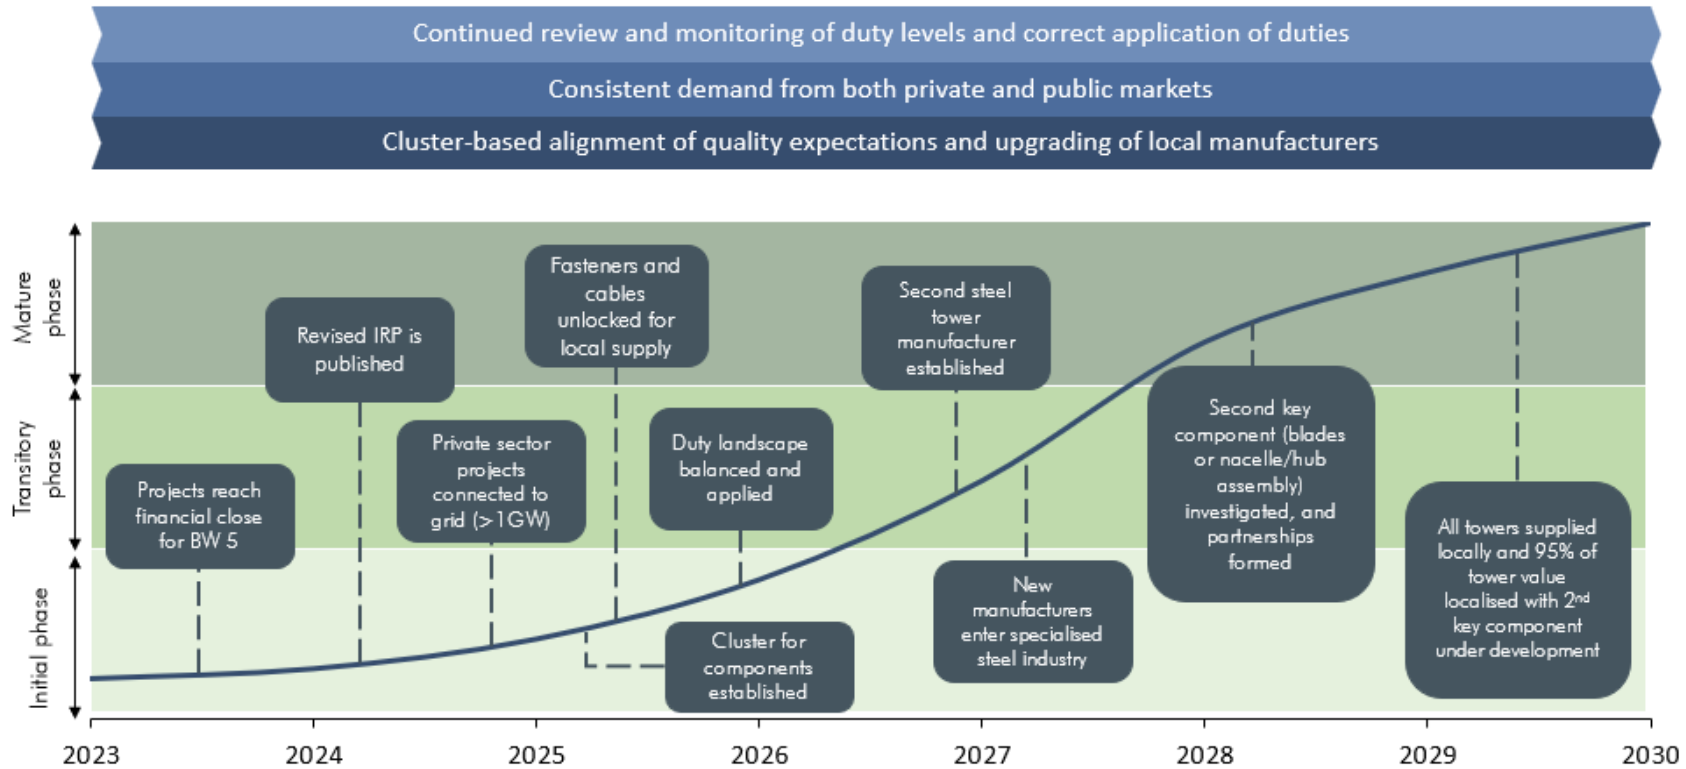 Continued review and monitoring of duty levels and correct application of duties
Consistent demand from both private and public markets
Cluster-based alignment of quality expectations and upgrading of local manufacturers
Mature
phase
Transitory
phase
Initial phase
Projects reach
financial close
for BW 5
Revised IRP is
published
Private sector
projects
connected to
grid (>1GW)
Fasteners and
cables
unlocked for
local supply
Duty landscape
balanced and
applied
Cluster for
components
established
Second steel
tower
manufacturer
established
New
manufacturers
enter specialised
steel industry
Second key
component (blades
or nacelle/hub
assembly)
investigated, and
partnerships
formed
All towers supplied
locally and 95% of
tower value
localised with 2nd
key component
under development
2023 2024 2025 2026 2027 2028 2029 2030